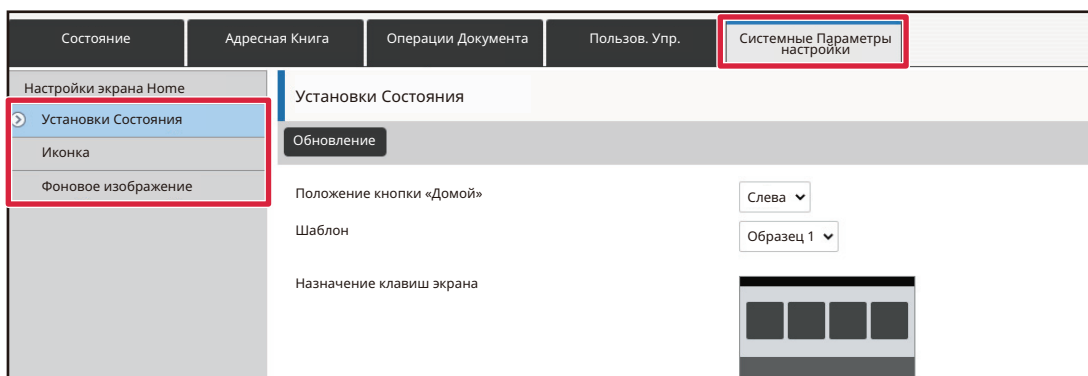 Состояние
Адресная Книга
Операции Документа
Пользов. Упр.
Системные Параметры
настройки
Настройки экрана Home
Установки Состояния
Иконка
Фоновое изображение
Установки Состояния
Обновление
Положение кнопки «Домой»
Слева
Шаблон
Образец 1
Назначение клавиш экрана